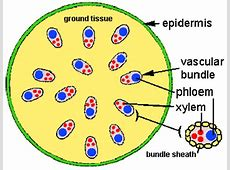 ground tissue
epidermis
vascular
bundle
phloem
xylem
bundle sheath